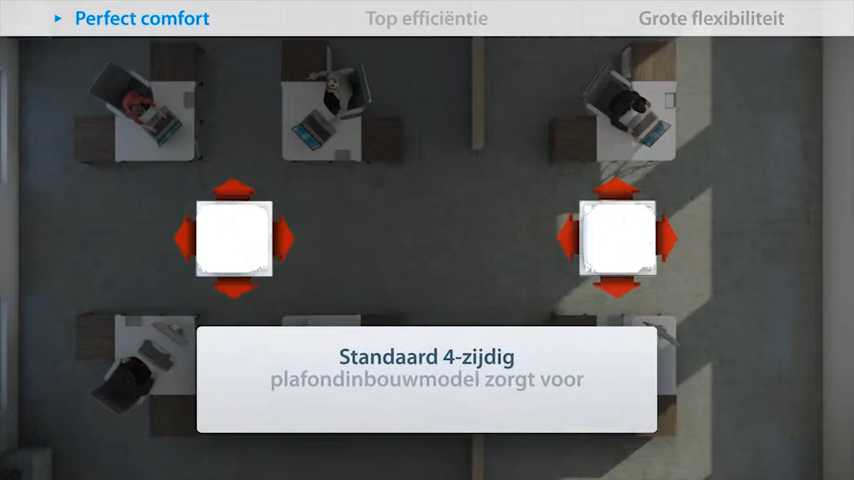 Perfect comfort
Top efficiëntie
Grote flexibiliteit
Standaard 4-zijdig
plafondinbouwmodel zorgt voor